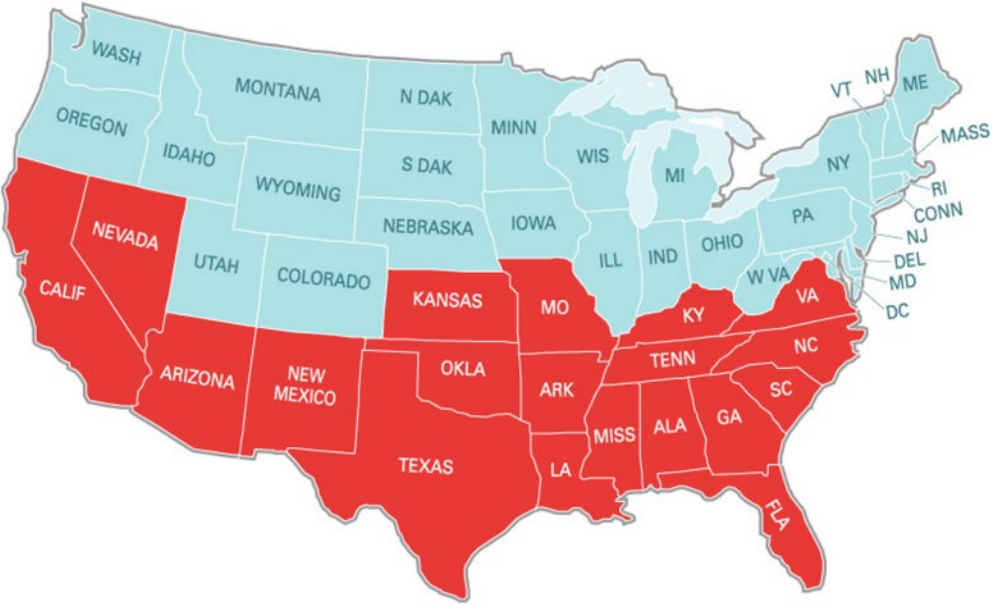 WASH
MONTANA
N DAK
MINN
VT
NH
ME
OREGON
IDAHO
S DAK
WIS
MI
NY
MASS
WYOMING
NEBRASKA
IOWA
PA
RI
CONN
NEVADA
UTAH
COLORADO
ILL
IND
OHIO
W VA
NJ
DEL
MD
DC
CALIF
KANSAS
MO
KY
VA
ARIZONA
NEW
MEXICO
OKLA
ARK
TENN
NC
SC
TEXAS
LA
MISS
ALA
GA
FLA